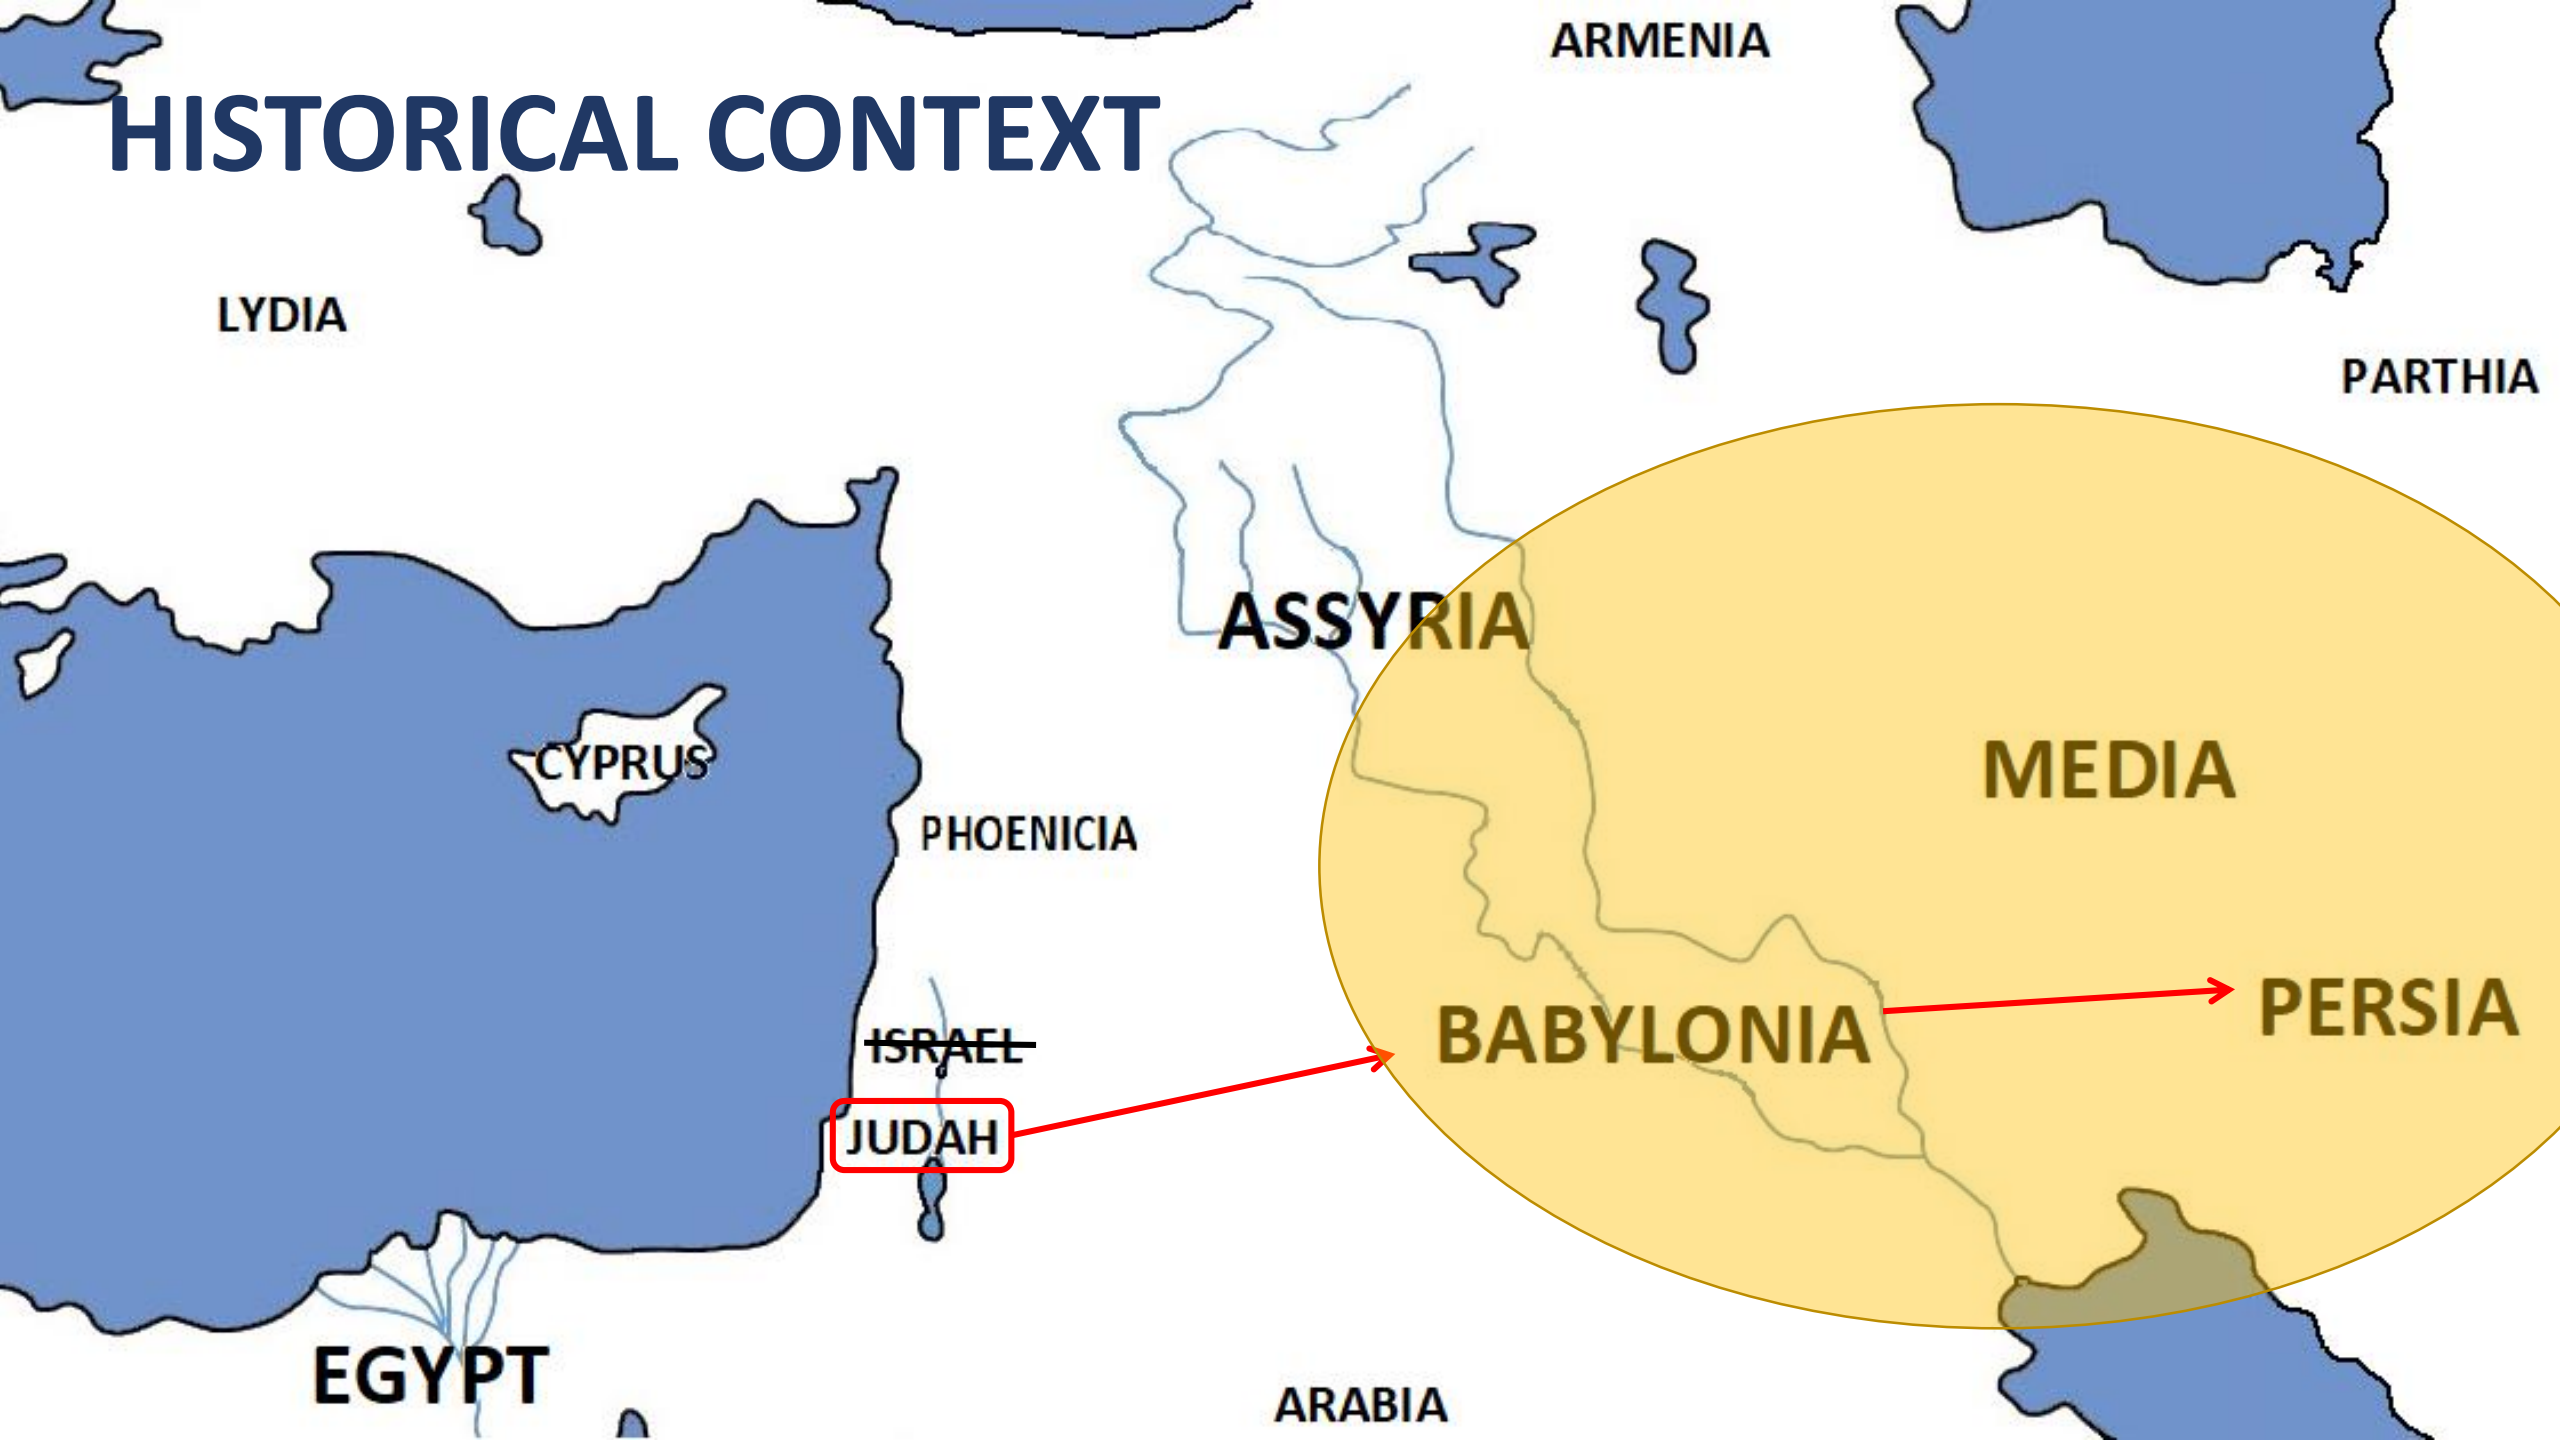 ARMENIA
HISTORICAL CONTEXT
LYDIA
PARTHIA
ASSYRIA
MEDIA
CYPRUS
PHOENICIA
PERSIA
BABYLONIA
ISRAEL
JUDAH
EGYPT
ARABIA